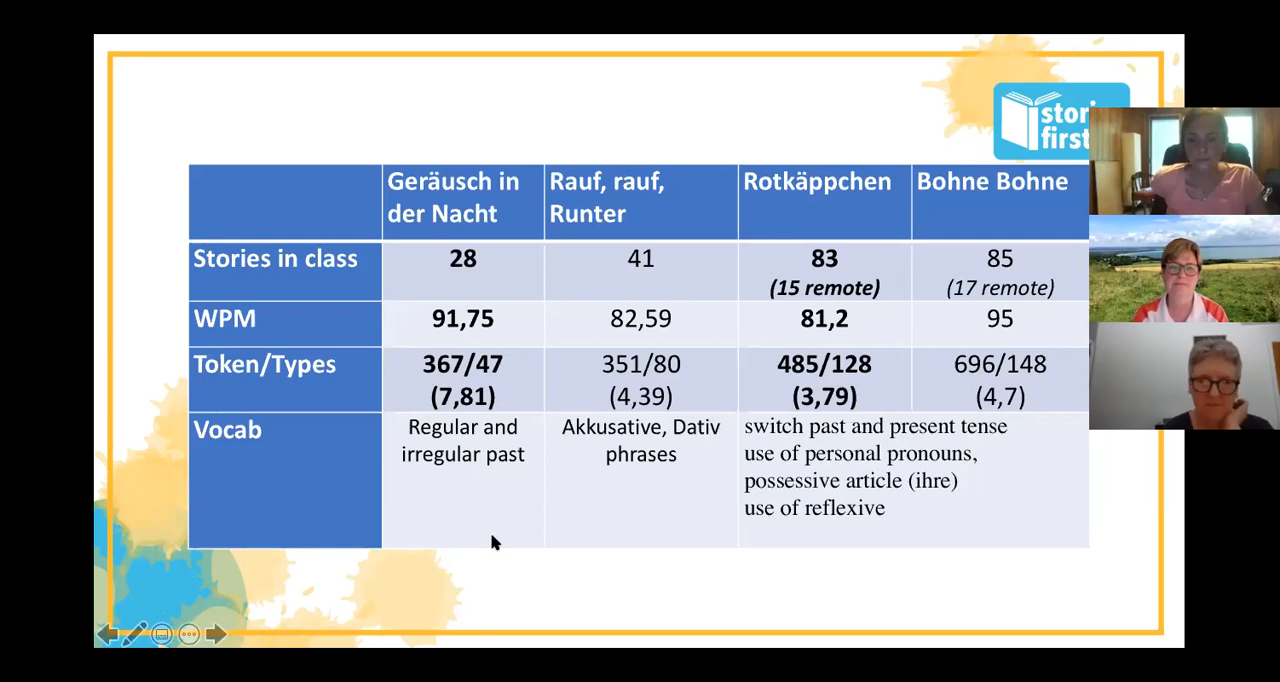 stori
first
Geräusch in
der Nacht
Rauf, rauf,
Runter
Rotkäppchen
Bohne Bohne
Stories in class
28
41
83
(15 remote)
85
(17 remote)
WPM
91,75
82,59
81,2
95
Token/Types
367/47
(7,81)
351/80
(4,39)
485/128
(3,79)
696/148
(4,7)
Vocab
Regular and
irregular past
Akkusative, Dativ
phrases
switch past and present tense
use of personal pronouns,
possessive article (ihre)
use of reflexive